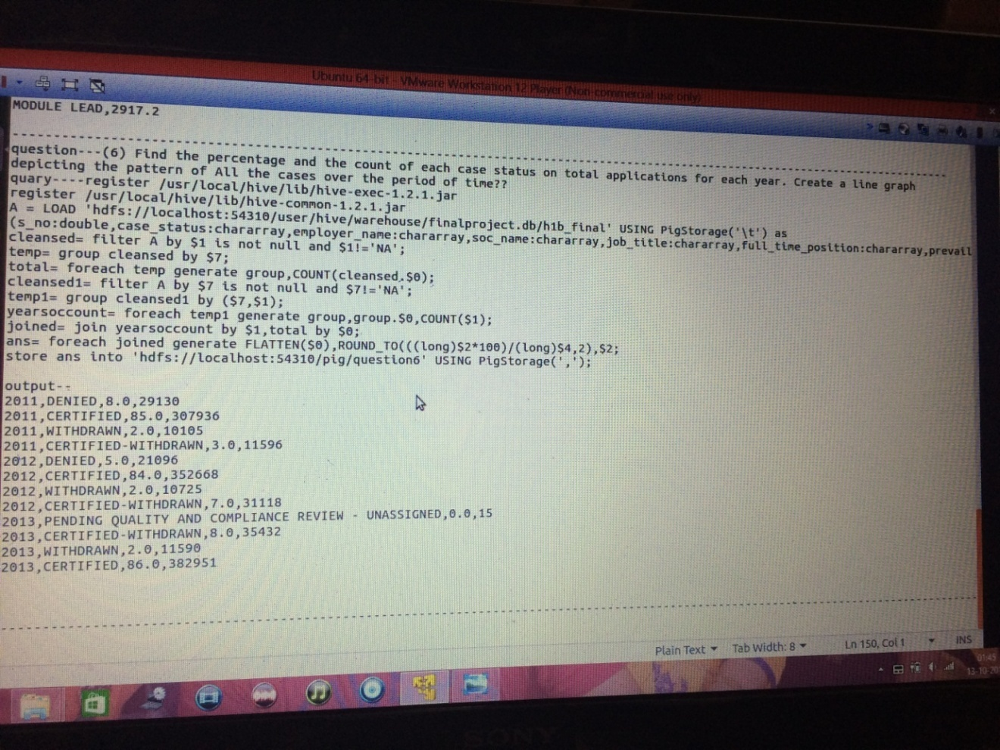 Ubuntu 64-bit - VMware Workstation 12 Player (Non-commercial use only)
MODULE LEAD,2917.2
--------------------------------------------------------------------------------
question---(6) Find the percentage and the count of each case status on total applications for each year. Create a line graph
depicting the pattern of All the cases over the period of time??
quary----register /usr/local/hive/lib/hive-exec-1.2.1.jar
register /usr/local/hive/lib/hive-common-1.2.1.jar
A = LOAD 'hdfs://localhost:54310/user/hive/warehouse/finalproject.db/h1b_final' USING PigStorage('\t') as
(s_no:double,case_status:chararray,employer_name:chararray,soc_name:chararray,job_title:chararray,full_time_position:chararray,prevail
cleansed= filter A by $1 is not null and $1!='NA';
temp= group cleansed by $7;
total= foreach temp generate group,COUNT(cleansed.$0);
cleansed1= filter A by $7 is not null and $7!='NA';
temp1= group cleansed1 by ($7,$1);
yearsoccount= foreach temp1 generate group,group.$0,COUNT($1);
joined= join yearsoccount by $1,total by $0;
ans= foreach joined generate FLATTEN($0),ROUND_TO(((long)$2*100)/(long)$4,2),$2;
store ans into 'hdfs://localhost:54310/pig/question6' USING PigStorage(',');
output--
2011,DENIED,8.0,29130
2011,CERTIFIED,85.0,307936
2011,WITHDRAWN,2.0,10105
2011,CERTIFIED-WITHDRAWN,3.0,11596
2012,DENIED,5.0,21096
2012,CERTIFIED,84.0,352668
2012,WITHDRAWN,2.0,10725
2012,CERTIFIED-WITHDRAWN,7.0,31118
2013,PENDING QUALITY AND COMPLIANCE REVIEW - UNASSIGNED,0.0,15
2013,CERTIFIED-WITHDRAWN,8.0,35432
2013,WITHDRAWN,2.0,11590
2013,CERTIFIED,86.0,382951
--------------------------------------------------------------------------------
Plain Text Tab Width: 8 Ln 150, Col 1 INS
01:45
13-10-20
SONY